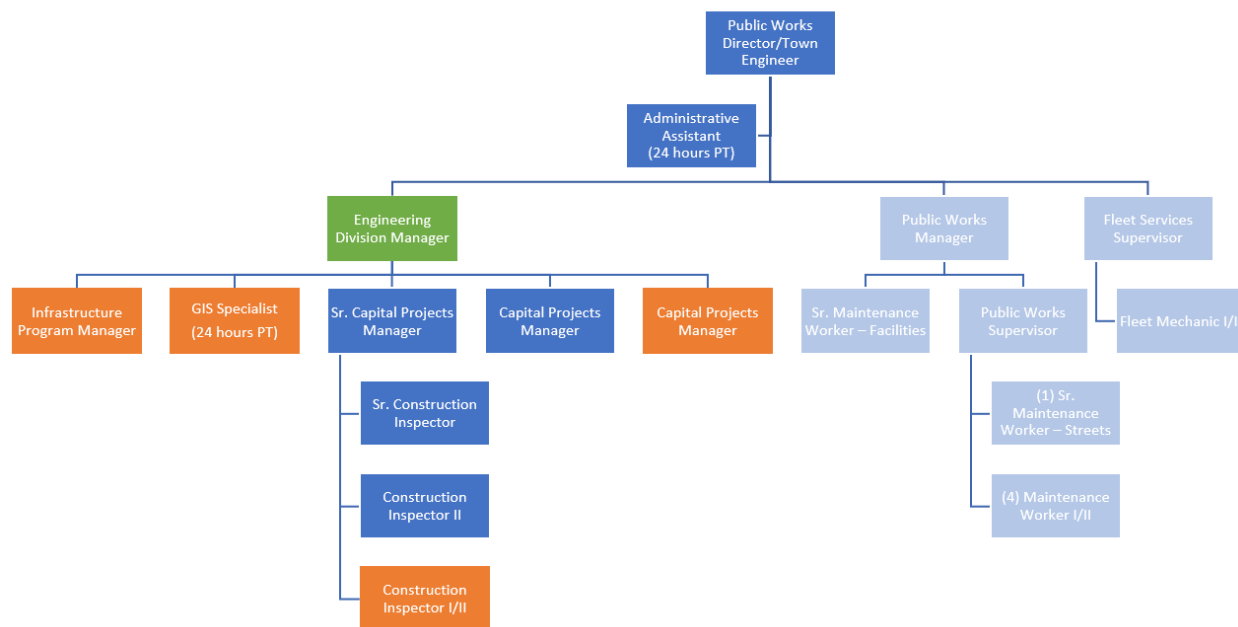 Public Works
Director/Town
Engineer
Administrative
Assistant
(24 hours PT)
Engineering
Division Manager
Public Works
Manager
Fleet Services
Supervisor
Infrastructure
Program Manager
GIS Specialist
(24 hours PT)
Sr. Capital Projects
Manager
Capital Projects
Manager
Capital Projects
Manager
Sr. Maintenance
Worker – Facilities
Public Works
Supervisor
Fleet Mechanic I/II
Sr. Construction
Inspector
(1) Sr.
Maintenance
Worker – Streets
Construction
Inspector II
(4) Maintenance
Worker I/II
Construction
Inspector I/II